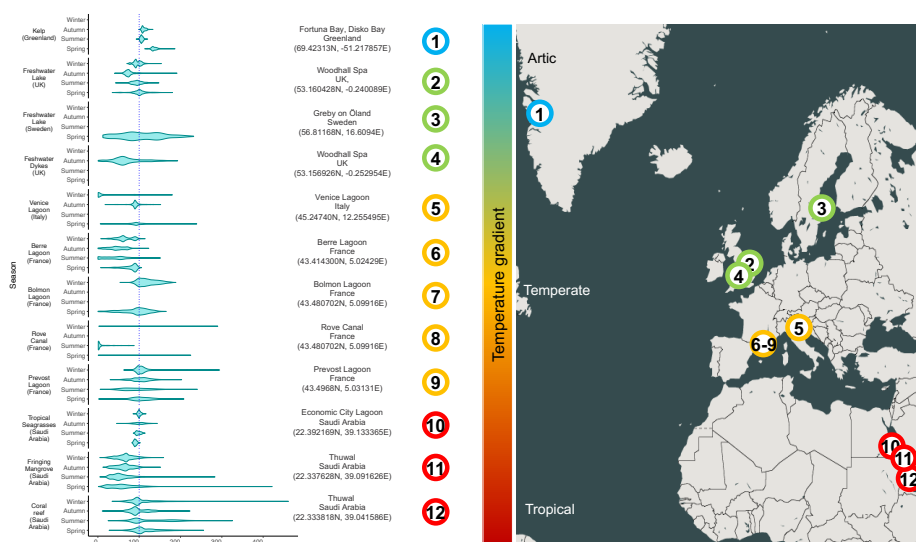 Season
Kelp
(Greenland)
Winter
Autumn
Summer
Spring
Fortuna Bay, Disko Bay
Greenland
(69.42313N, -51.217857E)
1
Freshwater
Lake
(UK)
Winter
Autumn
Summer
Spring
Woodhall Spa
UK,
(53.160428N, -0.240089E)
2
Freshwater
Lake
(Sweden)
Winter
Autumn
Summer
Spring
Greby on Öland
Sweden
(56.81168N, 16.6094E)
3
Feshwater
Dykes
(UK)
Winter
Autumn
Summer
Spring
Woodhall Spa
UK
(53.156926N, -0.252954E)
4
Venice
Lagoon
(Italy)
Winter
Autumn
Summer
Spring
Venice Lagoon
Italy
(45.24740N, 12.255495E)
5
Berre
Lagoon
(France)
Winter
Autumn
Summer
Spring
Berre Lagoon
France
(43.414300N, 5.02429E)
6
Bolmon
Lagoon
(France)
Winter
Autumn
Summer
Spring
Bolmon Lagoon
France
(43.480702N, 5.09916E)
7
Rove
Canal
(France)
Winter
Autumn
Summer
Spring
Rove Canal
France
(43.480702N, 5.09916E)
8
Prevost
Lagoon
(France)
Winter
Autumn
Summer
Spring
Prevost Lagoon
France
(43.4968N, 5.03131E)
9
Tropical
Seagrasses
(Saudi
Arabia)
Winter
Autumn
Summer
Spring
Economic City Lagoon
Saudi Arabia
(22.392169N, 39.133365E)
10
Fringing
Mangrove
(Saudi
Arabia)
Winter
Autumn
Summer
Spring
Thuwal
Saudi Arabia
(22.337628N, 39.091626E)
11
Coral
reef
(Saudi
Arabia)
Winter
Autumn
Summer
Spring
Thuwal
Saudi Arabia
(22.333818N, 39.041586E)
12
0 100 200 300 400
Temperature gradient
Artic
Temperate
Tropical
1
3
2
4
5
6-9
10
11
12